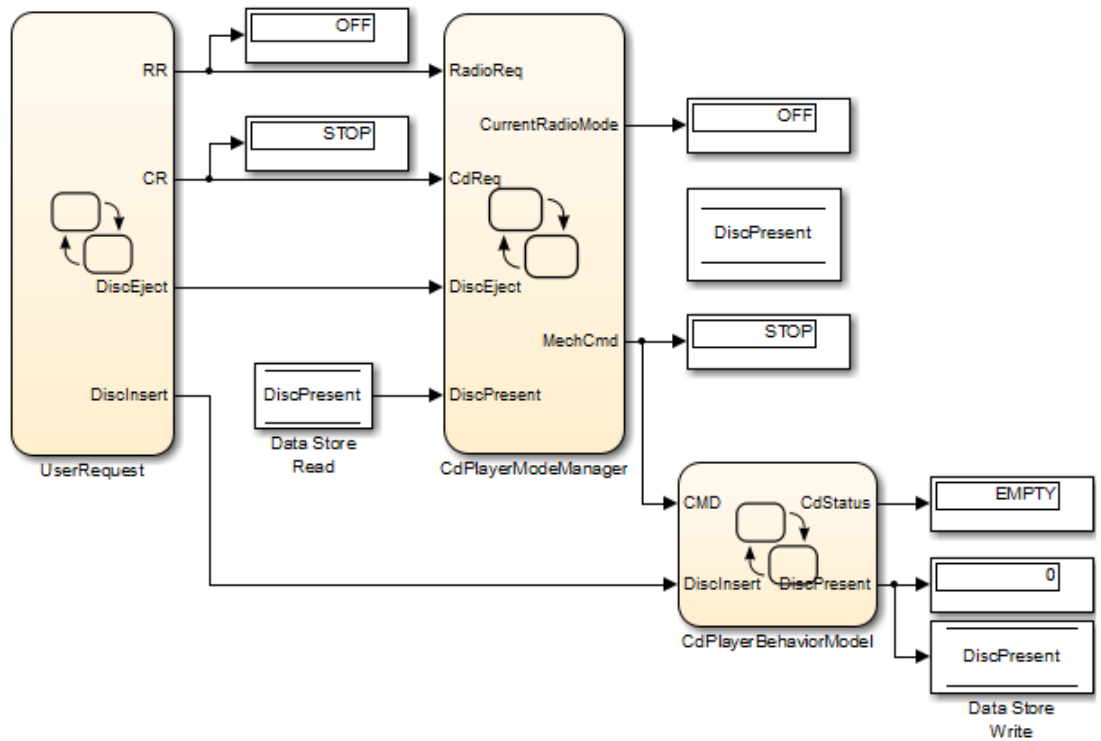 RR
CR
DiscEject
DiscInsert
UserRequest
OFF
STOP
DiscPresent
Data Store
Read
RadioReq
CurrentRadioMode
CdReq
DiscEject
MechCmd
DiscPresent
CdPlayerModeManager
OFF
DiscPresent
STOP
CMD
CdStatus
DiscInsert
DiscPresent
CdPlayerBehaviorModel
EMPTY
0
DiscPresent
Data Store
Write